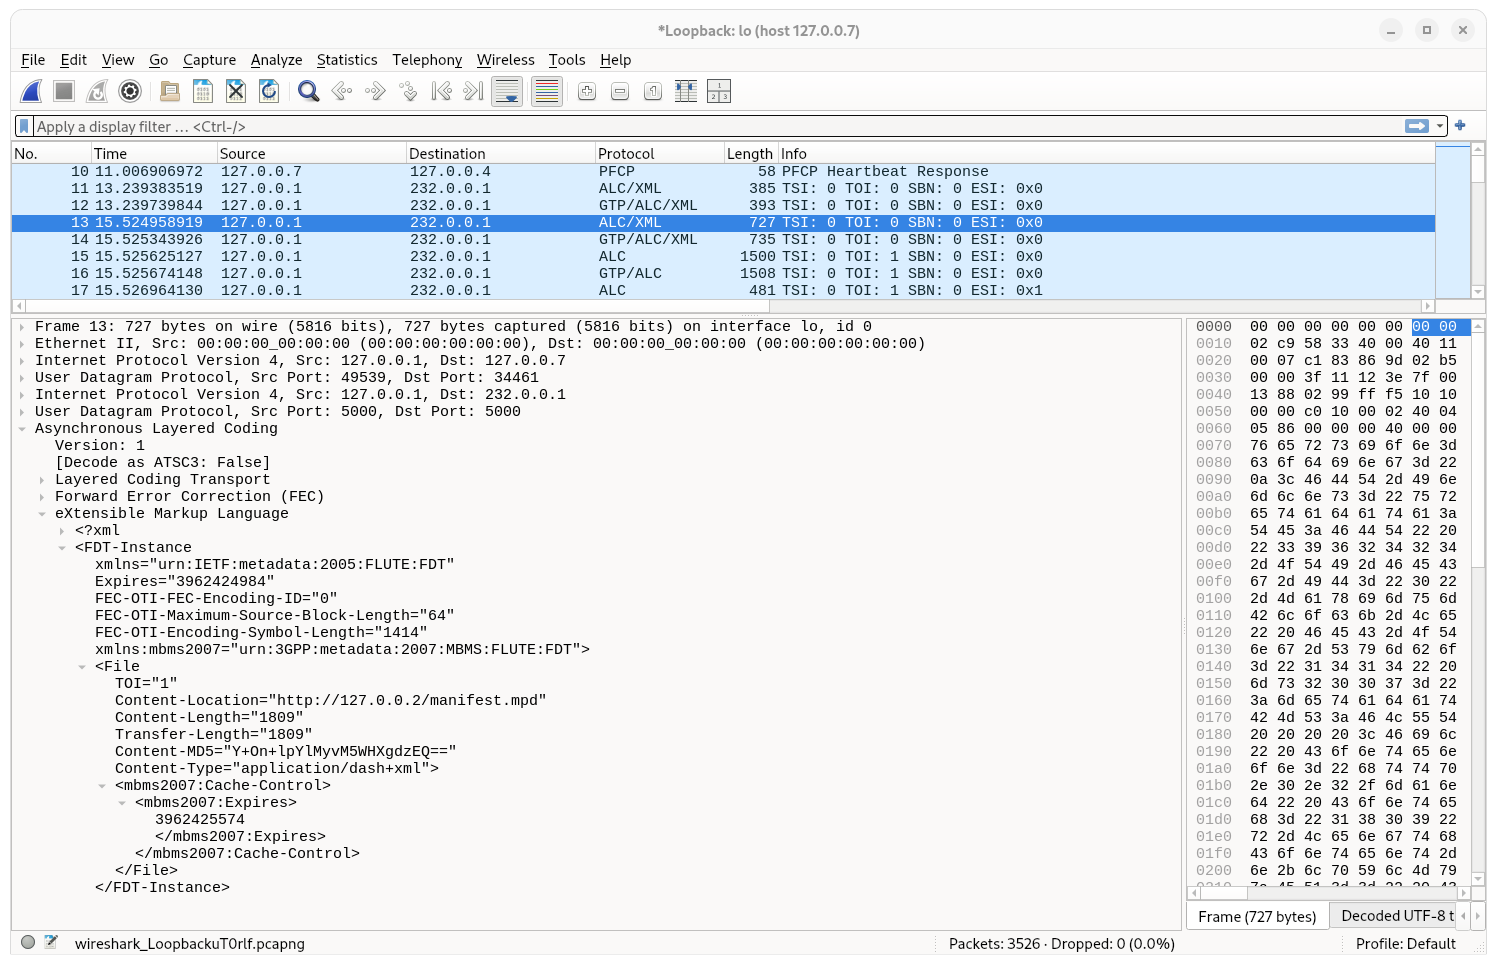 *Loopback: lo (host 127.0.0.7)
File Edit View Go Capture Analyze Statistics Telephony Wireless Tools Help
Apply a display filter … <Ctrl-/>
No. Time Source Destination Protocol Length Info
10 11.006906972 127.0.0.7 127.0.0.4 PFCP 58 PFCP Heartbeat Response
11 13.239383519 127.0.0.1 232.0.0.1 ALC/XML 385 TSI: 0 TOI: 0 SBN: 0 ESI: 0x0
12 13.239739844 127.0.0.1 232.0.0.1 GTP/ALC/XML 393 TSI: 0 TOI: 0 SBN: 0 ESI: 0x0
13 15.524958919 127.0.0.1 232.0.0.1 ALC/XML 727 TSI: 0 TOI: 0 SBN: 0 ESI: 0x0
14 15.525343926 127.0.0.1 232.0.0.1 GTP/ALC/XML 735 TSI: 0 TOI: 0 SBN: 0 ESI: 0x0
15 15.525625127 127.0.0.1 232.0.0.1 ALC 1500 TSI: 0 TOI: 1 SBN: 0 ESI: 0x0
16 15.525674148 127.0.0.1 232.0.0.1 GTP/ALC 1508 TSI: 0 TOI: 1 SBN: 0 ESI: 0x0
17 15.526964130 127.0.0.1 232.0.0.1 ALC 481 TSI: 0 TOI: 1 SBN: 0 ESI: 0x1
Frame 13: 727 bytes on wire (5816 bits), 727 bytes captured (5816 bits) on interface lo, id 0
Ethernet II, Src: 00:00:00_00:00:00 (00:00:00:00:00:00), Dst: 00:00:00_00:00:00 (00:00:00:00:00:00)
Internet Protocol Version 4, Src: 127.0.0.1, Dst: 127.0.0.7
User Datagram Protocol, Src Port: 49539, Dst Port: 34461
Internet Protocol Version 4, Src: 127.0.0.1, Dst: 232.0.0.1
User Datagram Protocol, Src Port: 5000, Dst Port: 5000
Asynchronous Layered Coding
Version: 1
[Decode as ATSC3: False]
Layered Coding Transport
Forward Error Correction (FEC)
eXtensible Markup Language
<?xml
<FDT-Instance
xmlns="urn:IETF:metadata:2005:FLUTE:FDT"
Expires="3962424984"
FEC-OTI-FEC-Encoding-ID="0"
FEC-OTI-Maximum-Source-Block-Length="64"
FEC-OTI-Encoding-Symbol-Length="1414"
xmlns:mbms2007="urn:3GPP:metadata:2007:MBMS:FLUTE:FDT">
<File
TOI="1"
Content-Location="http://127.0.0.2/manifest.mpd"
Content-Length="1809"
Transfer-Length="1809"
Content-MD5="Y+On+lpYlMyvM5WHXgdzEQ=="
Content-Type="application/dash+xml">
<mbms2007:Cache-Control>
<mbms2007:Expires>
3962425574
</mbms2007:Expires>
</mbms2007:Cache-Control>
</File>
</FDT-Instance>
0000 00 00 00 00 00 00 00 00
0010 02 c9 58 33 40 00 40 11
0020 00 07 c1 83 86 9d 02 b5
0030 00 00 3f 11 12 3e 7f 00
0040 13 88 02 99 ff f5 10 10
0050 00 00 c0 10 00 02 40 04
0060 05 86 00 00 00 40 00 00
0070 76 65 72 73 69 6f 6e 3d
0080 63 6f 64 69 6e 67 3d 22
0090 0a 3c 46 44 54 2d 49 6e
00a0 6d 6c 6e 73 3d 22 75 72
00b0 65 74 61 64 61 74 61 3a
00c0 54 45 3a 46 44 54 22 20
00d0 22 33 39 36 32 34 32 34
00e0 2d 4f 54 49 2d 46 45 43
00f0 67 2d 49 44 3d 22 30 22
0100 2d 4d 61 78 69 6d 75 6d
0110 42 6c 6f 63 6b 2d 4c 65
0120 22 20 46 45 43 2d 4f 54
0130 6e 67 2d 53 79 6d 62 6f
0140 3d 22 31 34 31 34 22 20
0150 6d 73 32 30 30 37 3d 22
0160 3a 6d 65 74 61 64 61 74
0170 42 4d 53 3a 46 4c 55 54
0180 20 20 20 20 3c 46 69 6c
0190 22 20 43 6f 6e 74 65 6e
01a0 6f 6e 3d 22 68 74 74 70
01b0 2e 30 2e 32 2f 6d 61 6e
01c0 64 22 20 43 6f 6e 74 65
01d0 68 3d 22 31 38 30 39 22
01e0 72 2d 4c 65 6e 67 74 68
01f0 43 6f 6e 74 65 6e 74 2d
0200 6e 2b 6c 70 59 6c 4d 79
Frame (727 bytes) Decoded UTF-8 t
wireshark_LoopbackuT0rlf.pcapng Packets: 3526 · Dropped: 0 (0.0%) Profile: Default